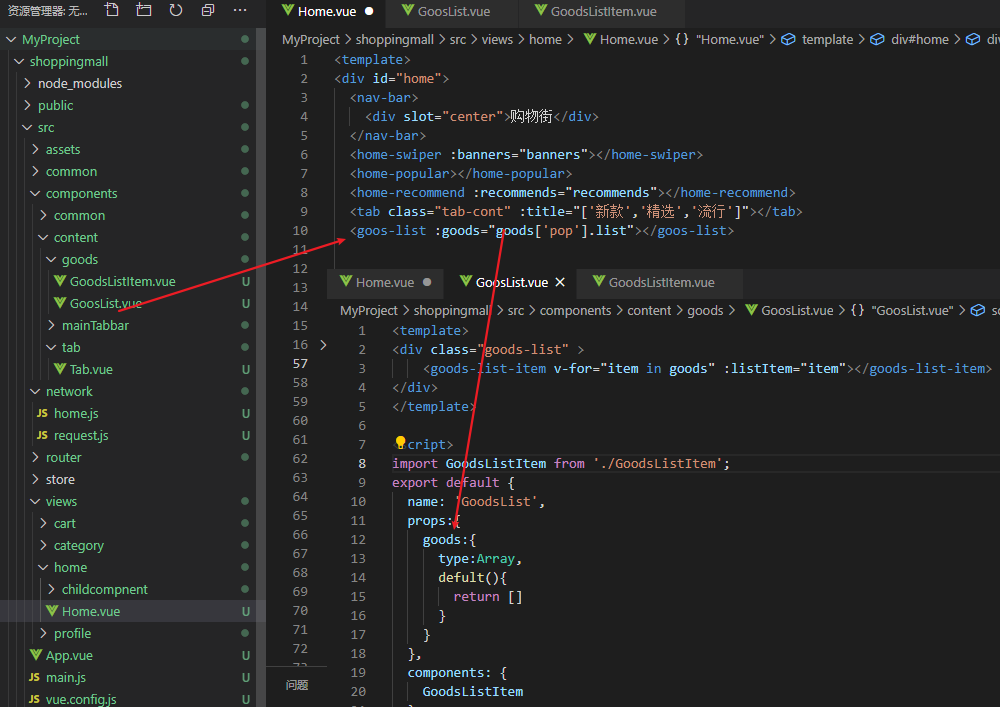 资源管理器: 无...
MyProject
shoppingmall
node_modules
public
src
assets
common
components
common
content
goods
GoodsListItem.vue U
GoosList.vue U
mainTabbar
tab
Tab.vue U
network
JS home.js U
JS request.js U
router
store
views
cart
category
home
childcompnent
Home.vue U
profile
App.vue U
JS main.js U
JS vue.config.js U
Home.vue ● GoosList.vue GoodsListItem.vue
MyProject > shoppingmall > src > views > home > Home.vue > {} "Home.vue" > template > div#home > div
1 <template>
2 <div id="home">
3 <nav-bar>
4 <div slot="center">购物街</div>
5 </nav-bar>
6 <home-swiper :banners="banners"></home-swiper>
7 <home-popular></home-popular>
8 <home-recommend :recommends="recommends"></home-recommend>
9 <tab class="tab-cont" :title="['新款','精选','流行']"></tab>
10 <goos-list :goods="goods['pop'].list"></goos-list>
11
12
13
14
15
16
57
58
59
60
61
62
63
64
65
66
67
68
69
70
71
72
73
问题
Home.vue ● GoosList.vue × GoodsListItem.vue
MyProject > shoppingmall > src > components > content > goods > GoosList.vue > {} "GoosList.vue" > sc
1 <template>
2 <div class="goods-list" >
3 <goods-list-item v-for="item in goods" :listItem="item"></goods-list-item>
4 </div>
5 </template>
6
7 cript>
8 import GoodsListItem from './GoodsListItem';
9 export default {
10 name: 'GoodsList',
11 props:{
12 goods:{
13 type:Array,
14 defult(){
15 return []
16 }
17 }
18 },
19 components: {
20 GoodsListItem